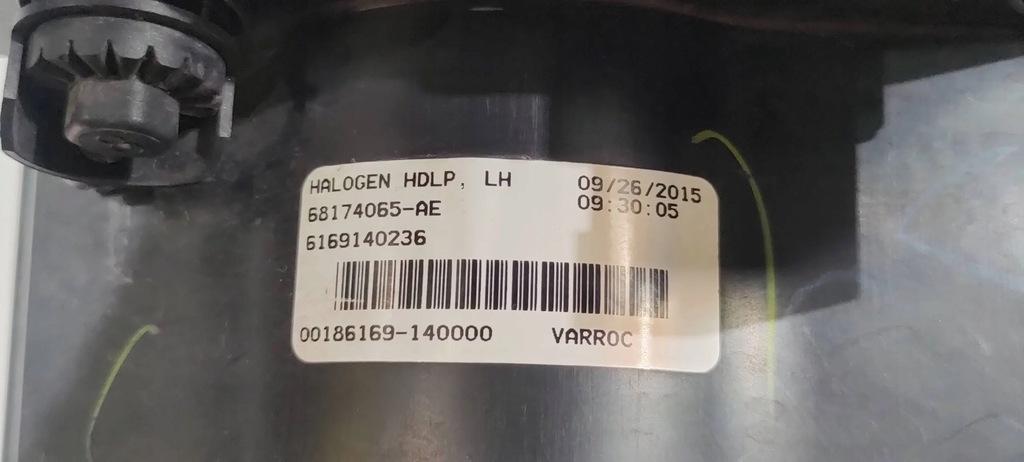 HALOGEN HDLP, LH 09/26/2015
68174065-AE 09:30:05
6169140236
00186169-140000 VARROC